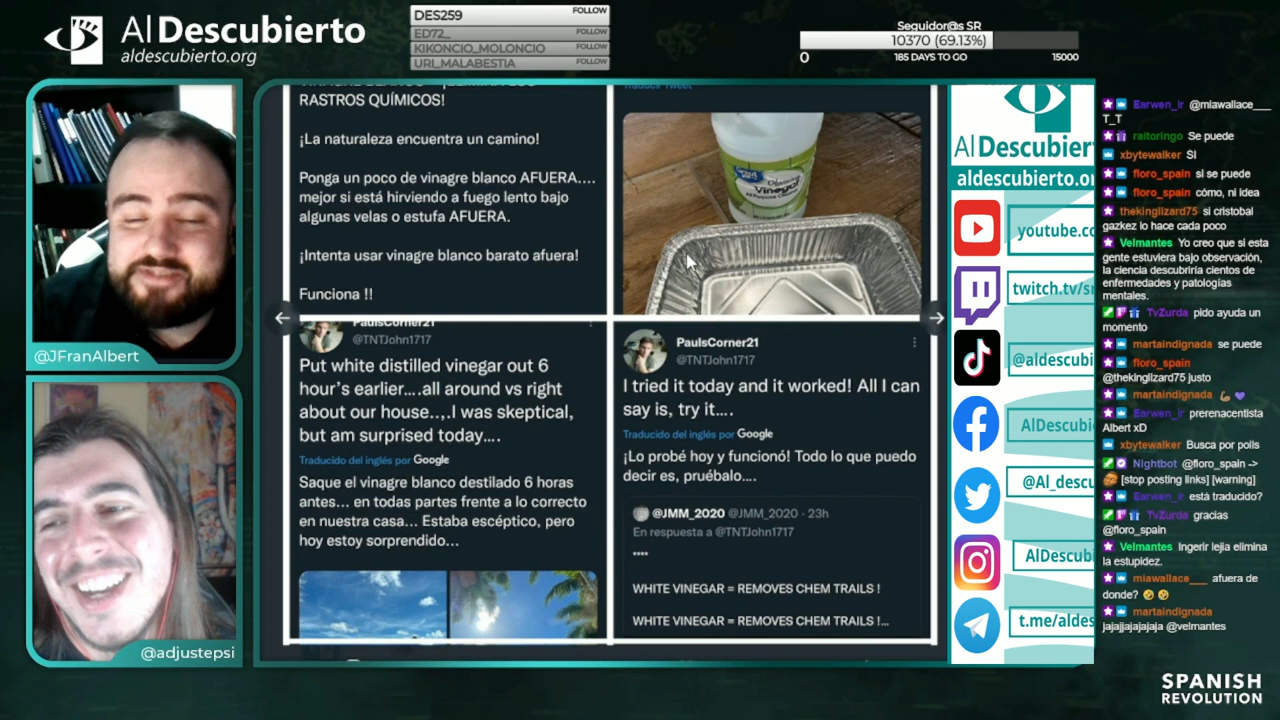 Al Descubierto
aldescubierto.org
DES259 FOLLOW
ED72_ FOLLOW
KIKONCIO_MOLONCIO FOLLOW
URI_MALABESTIA FOLLOW
Seguidor@s SR
10370 (69.13%)
0 185 DAYS TO GO 15000
@JFranAlbert
@adjustepsi
RASTROS QUÍMICOS!
¡La naturaleza encuentra un camino!
Ponga un poco de vinagre blanco AFUERA....
mejor si está hirviendo a fuego lento bajo
algunas velas o estufa AFUERA.
¡Intenta usar vinagre blanco barato afuera!
Funciona !!
Traducir Tweet
Vinegar
PaulsCorner21
@TNTJohn1717
Put white distilled vinegar out 6
hour's earlier....all around vs right
about our house..,.I was skeptical,
but am surprised today....
Traducido del inglés por Google
Saque el vinagre blanco destilado 6 horas
antes... en todas partes frente a lo correcto
en nuestra casa... Estaba escéptico, pero
hoy estoy sorprendido...
PaulsCorner21
@TNTJohn1717
I tried it today and it worked! All I can
say is, try it....
Traducido del inglés por Google
¡Lo probé hoy y funcionó! Todo lo que puedo
decir es, pruébalo....
@JMM_2020 @JMM_2020 · 23h
En respuesta a @TNTJohn1717
****
WHITE VINEGAR = REMOVES CHEM TRAILS !
WHITE VINEGAR = REMOVES CHEM TRAILS !...
Al Descubier
aldescubierto.or
youtube.co
twitch.tv/s
@aldescubi
AlDescubi
@Al_descu
AlDescub
t.me/aldes
Earwen_ir @miawallace___
T_T
raitoringo Se puede
xbytewalker SI
floro_spain si se puede
floro_spain cómo, ni idea
thekinglizard75 si cristobal
gazkez lo hace cada poco
Velmantes Yo creo que si esta
gente estuviera bajo observación,
la ciencia descubriría cientos de
enfermedades y patologías
mentales.
TvZurda pido ayuda un
momento
martaindignada se puede
floro_spain
@thekinglizard75 justo
martaindignada 💪🏽 💜
Earwen_ir prerenacentista
Albert xD
xbytewalker Busca por polls
Nightbot @floro_spain ->
[stop posting links] [warning]
Earwen_ir está traducido?
TvZurda gracias
@floro_spain
Velmantes Ingerir lejia elimina
la estupidez.
miawallace___ afuera de
donde? 🤣 🤣
martaindignada
jajajjajajajaja @velmantes
SPANISH
REVOLUTION